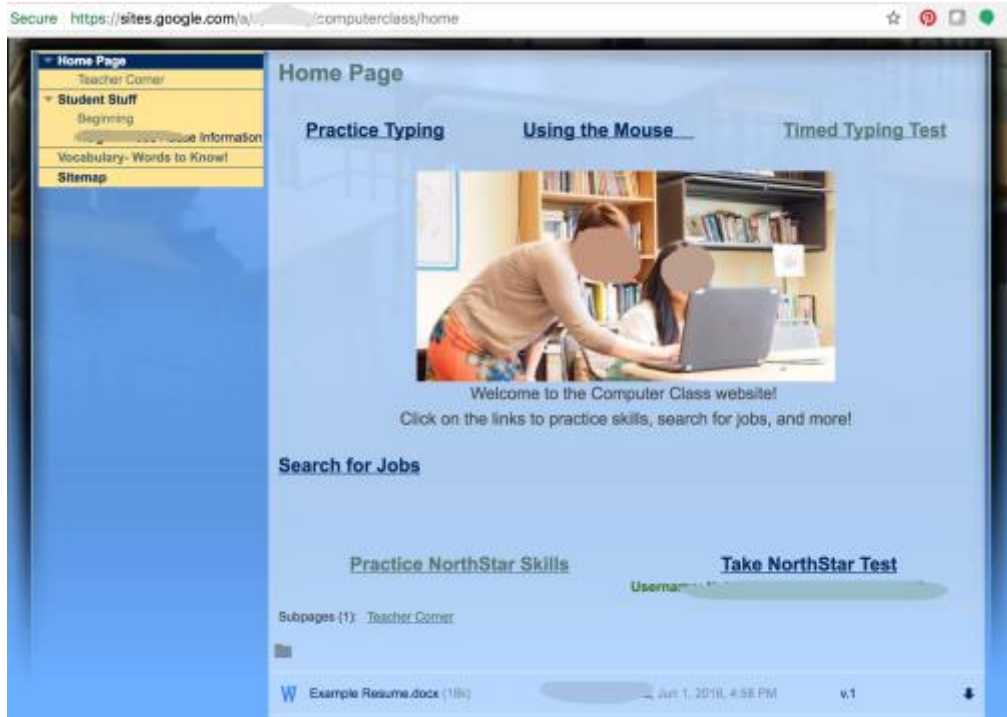 Secure https://sites.google.com/a/ computerclass/home
Home Page
Teacher Corner
Student Stuff
Beginning
Information
Vocabulary- Words to Know!
Sitemap
Home Page
Practice Typing Using the Mouse Timed Typing Test
Welcome to the Computer Class website!
Click on the links to practice skills, search for jobs, and more!
Search for Jobs
Practice NorthStar Skills Take NorthStar Test
Subpages (1): Teacher Corner
W Example Resume.docx (18k) Jun 1, 2016, 4:58 PM v.1